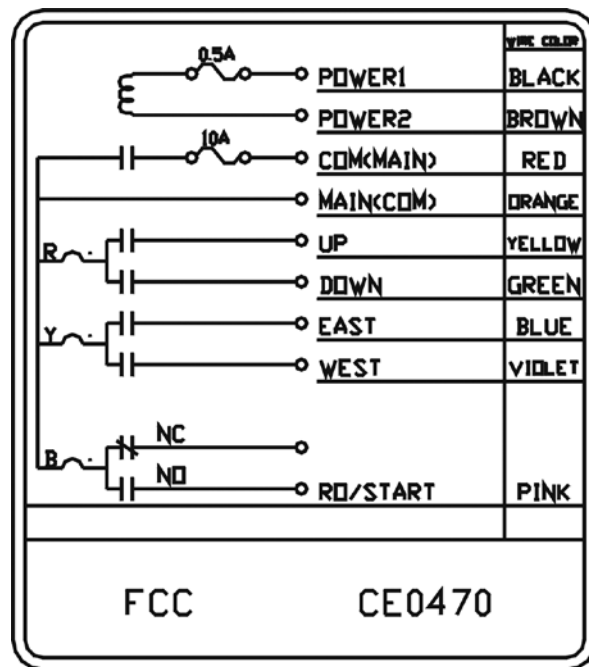 WIRE COLOR
0.5A
POWER1 BLACK
POWER2 BROWN
10A
COM(MAIN) RED
MAIN(COM) ORANGE
UP YELLOW
R
DOWN GREEN
EAST BLUE
Y
WEST VIOLET
NC
B
NO
RO/START PINK
FCC CE0470